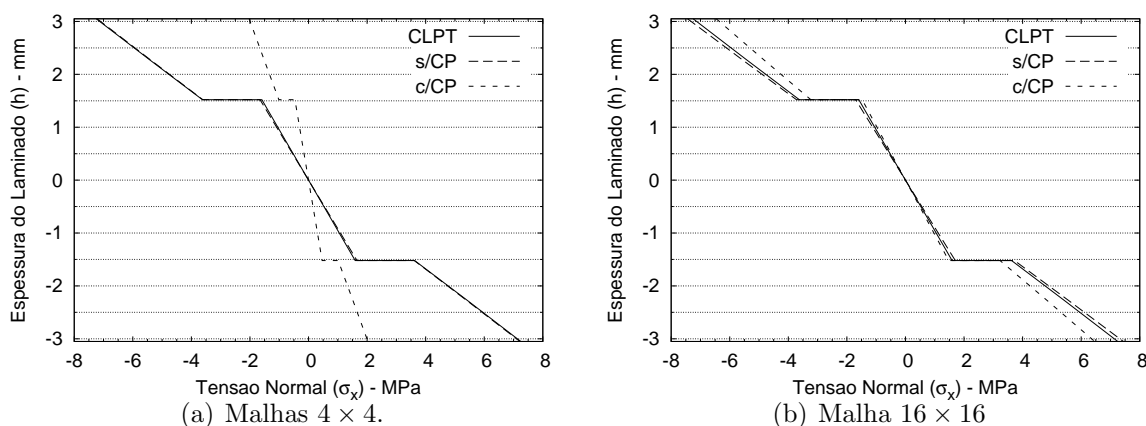 3
2
1
0
-1
-2
-3
-8
-6
-4
-2
0
2
4
6
8
Espessura do Laminado (h) - mm
Tensao Normal (σx) - MPa
CLPT
s/CP
c/CP
(a) Malhas 4 × 4.
3
2
1
0
-1
-2
-3
-8
-6
-4
-2
0
2
4
6
8
Espessura do Laminado (h) - mm
Tensao Normal (σx) - MPa
CLPT
s/CP
c/CP
(b) Malha 16 × 16